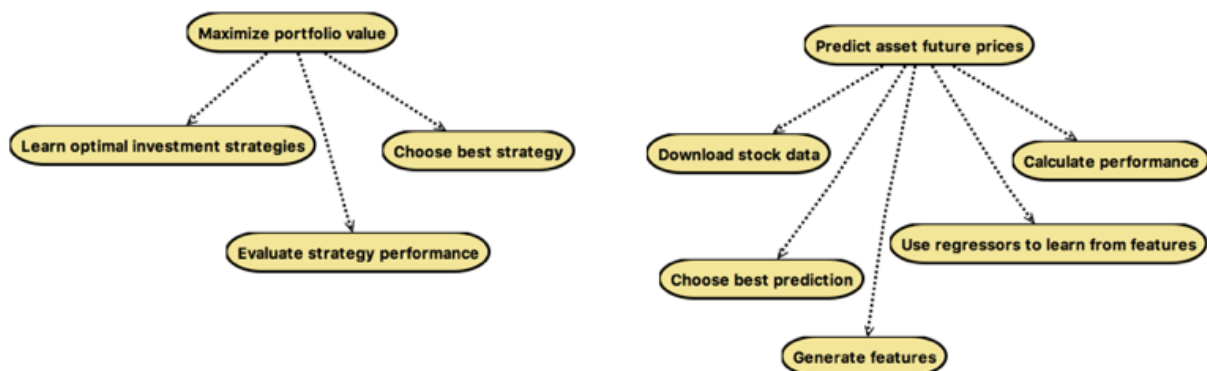 Maximize portfolio value
Learn optimal investment strategies
Choose best strategy
Evaluate strategy performance
Predict asset future prices
Download stock data
Calculate performance
Use regressors to learn from features
Choose best prediction
Generate features